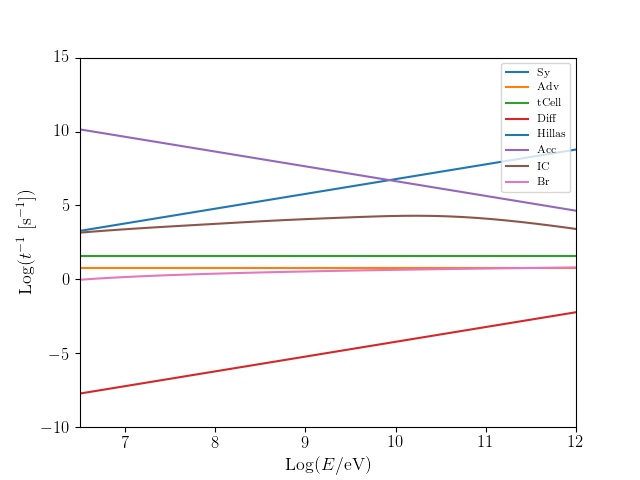 15
10
5
0
−5
−10
Log(t⁻¹ [s⁻¹])
7
8
9
10
11
12
Log(E/eV)
Sy
Adv
tCell
Diff
Hillas
Acc
IC
Br